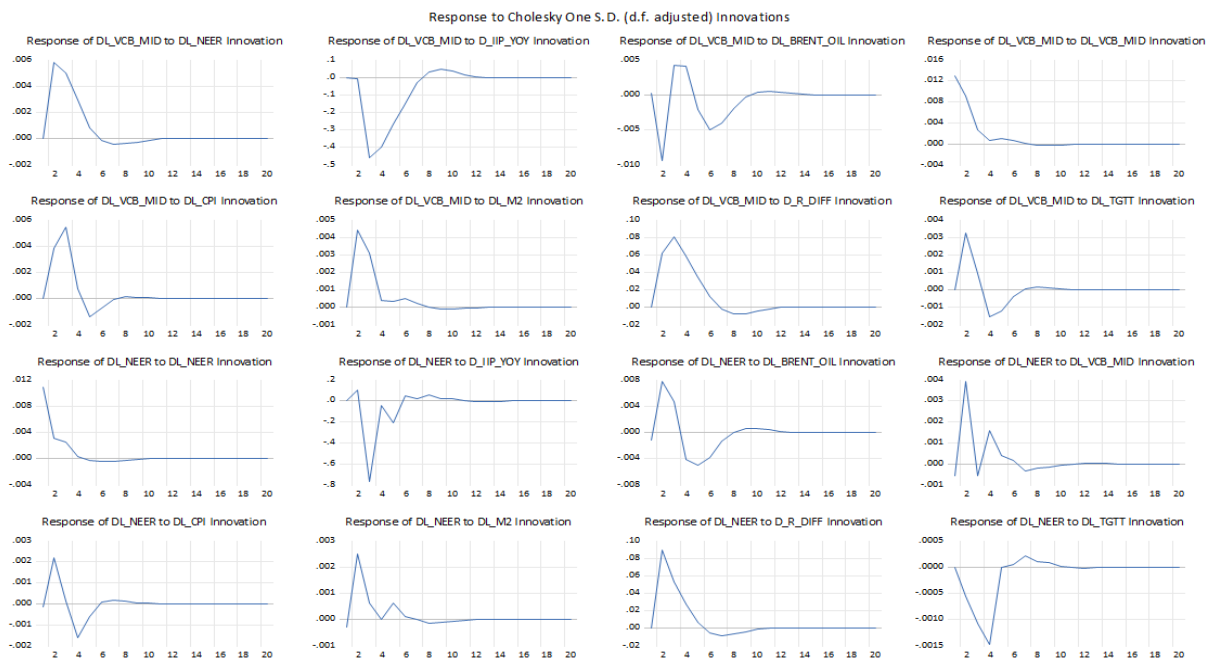 Response to Cholesky One S.D. (d.f. adjusted) Innovations
Response of DL_VCB_MID to DL_NEER Innovation
.006
.004
.002
.000
-.002
2 4 6 8 10 12 14 16 18 20
Response of DL_VCB_MID to D_IIP_YOY Innovation
.1
.0
-.1
-.2
-.3
-.4
-.5
2 4 6 8 10 12 14 16 18 20
Response of DL_VCB_MID to DL_BRENT_OIL Innovation
.005
.000
-.005
-.010
2 4 6 8 10 12 14 16 18 20
Response of DL_VCB_MID to DL_VCB_MID Innovation
.016
.012
.008
.004
.000
-.004
2 4 6 8 10 12 14 16 18 20
Response of DL_VCB_MID to DL_CPI Innovation
.006
.004
.002
.000
-.002
2 4 6 8 10 12 14 16 18 20
Response of DL_VCB_MID to DL_M2 Innovation
.005
.004
.003
.002
.001
.000
-.001
2 4 6 8 10 12 14 16 18 20
Response of DL_VCB_MID to D_R_DIFF Innovation
.10
.08
.06
.04
.02
.00
-.02
2 4 6 8 10 12 14 16 18 20
Response of DL_VCB_MID to DL_TGTT Innovation
.004
.003
.002
.001
.000
-.001
-.002
2 4 6 8 10 12 14 16 18 20
Response of DL_NEER to DL_NEER Innovation
.012
.008
.004
.000
-.004
2 4 6 8 10 12 14 16 18 20
Response of DL_NEER to D_IIP_YOY Innovation
.2
.0
-.2
-.4
-.6
-.8
2 4 6 8 10 12 14 16 18 20
Response of DL_NEER to DL_BRENT_OIL Innovation
.008
.004
.000
-.004
-.008
2 4 6 8 10 12 14 16 18 20
Response of DL_NEER to DL_VCB_MID Innovation
.004
.003
.002
.001
.000
-.001
2 4 6 8 10 12 14 16 18 20
Response of DL_NEER to DL_CPI Innovation
.003
.002
.001
.000
-.001
-.002
2 4 6 8 10 12 14 16 18 20
Response of DL_NEER to DL_M2 Innovation
.003
.002
.001
.000
-.001
2 4 6 8 10 12 14 16 18 20
Response of DL_NEER to D_R_DIFF Innovation
.10
.08
.06
.04
.02
.00
-.02
2 4 6 8 10 12 14 16 18 20
Response of DL_NEER to DL_TGTT Innovation
.0005
.0000
-.0005
-.0010
-.0015
2 4 6 8 10 12 14 16 18 20